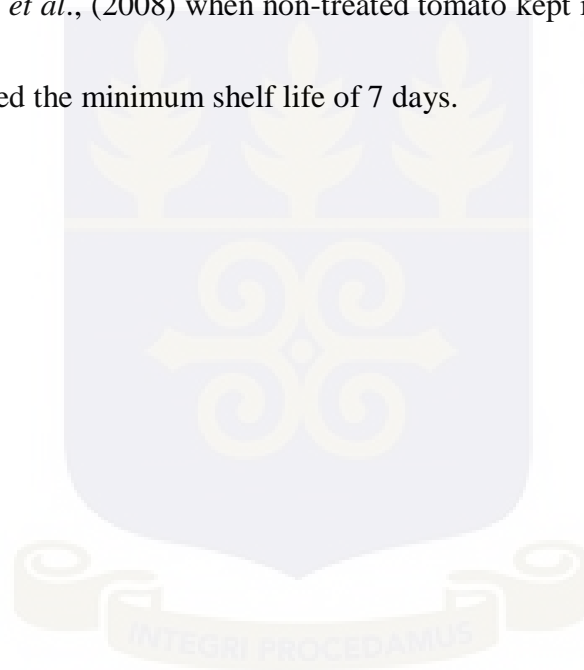 et al., (2008) when non-treated tomato kept
ed the minimum shelf life of 7 days.
INTEGRI PROCEDAMUS